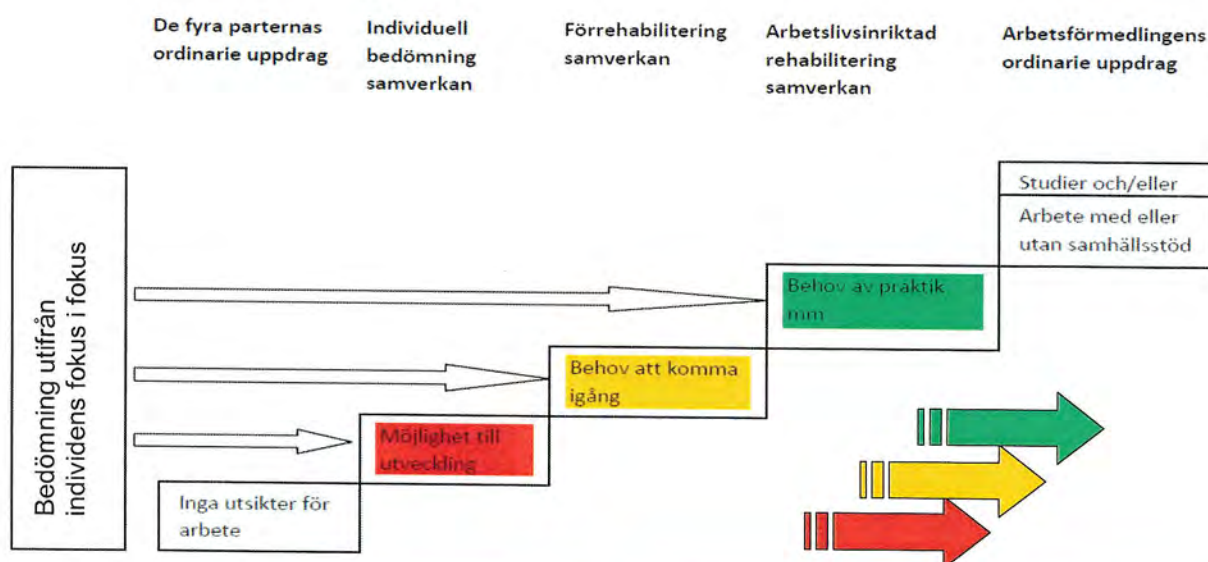 De fyra parternas
ordinarie uppdrag
Individuell
bedömning
samverkan
Förrehabilitering
samverkan
Arbetslivsinriktad
rehabilitering
samverkan
Arbetsförmedlingens
ordinarie uppdrag
Bedömning utifrån
individens fokus i fokus
Studier och/eller
Arbete med eller
utan samhällsstöd
Behov av praktik
mm
Behov att komma
igång
Möjlighet till
utveckling
Inga utsikter för
arbete